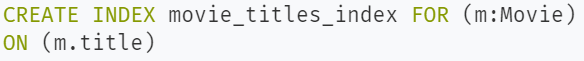 CREATE INDEX movie_titles_index FOR (m:Movie)
ON (m.title)